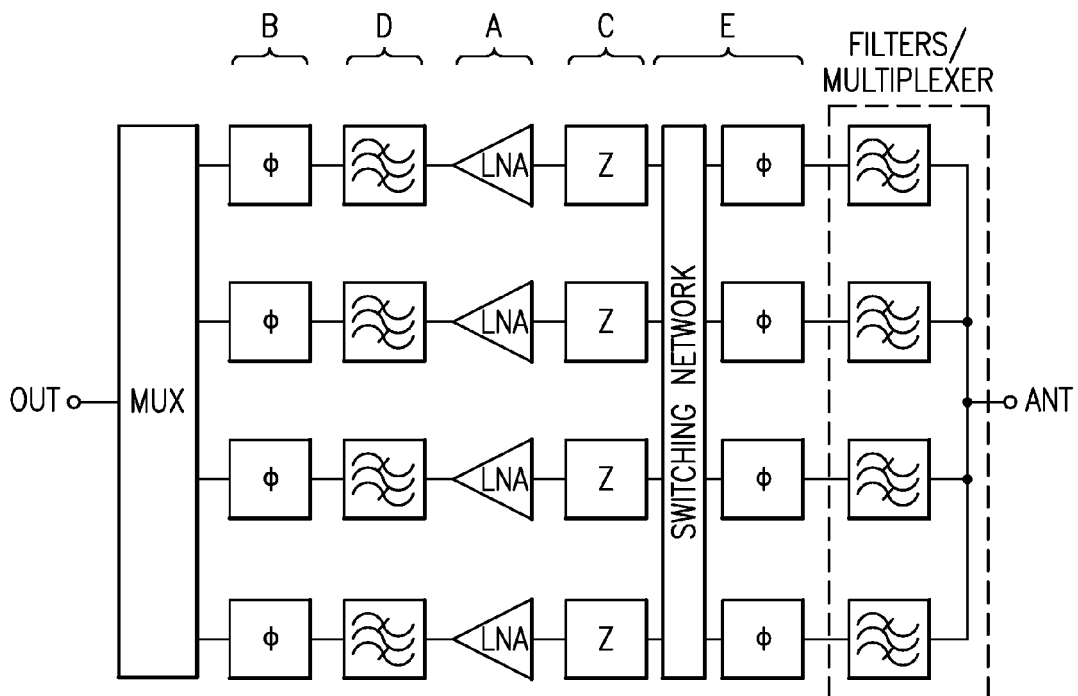 B D A C E
FILTERS/
MULTIPLEXER
Φ LNA Z Φ
Φ LNA Z Φ
OUT MUX SWITCHING NETWORK ANT
Φ LNA Z Φ
Φ LNA Z Φ